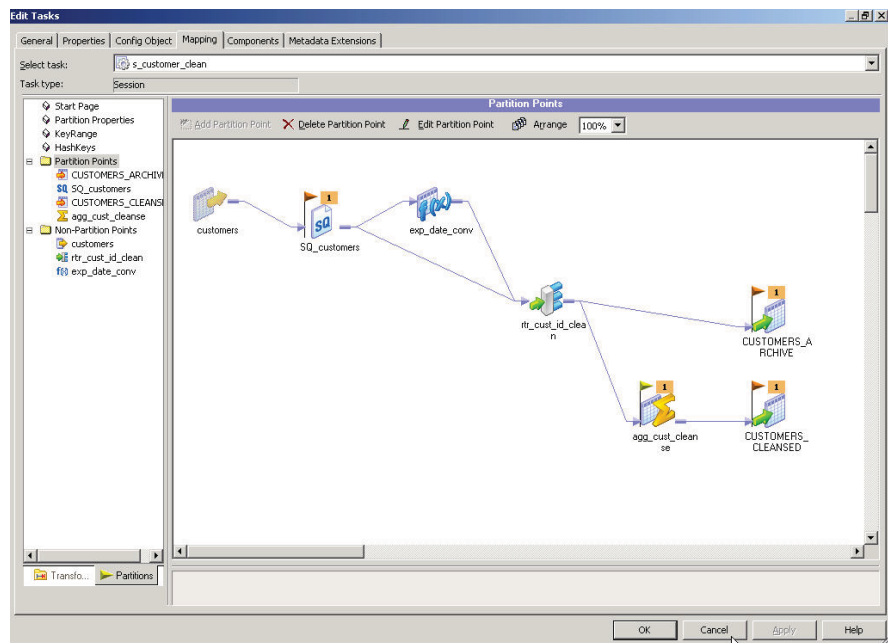 Edit Tasks
General | Properties | Config Object | Mapping | Components | Metadata Extensions
Select task: s_customer_clean
Task type: Session
Start Page
Partition Properties
KeyRange
HashKeys
Partition Points
CUSTOMERS_ARCHIV
SQ SQ_customers
CUSTOMERS_CLEANSE
agg_cust_cleanse
Non-Partition Points
customers
rtr_cust_id_clean
f(x) exp_date_conv
Transfo...
Partitions
Partition Points
Add Partition Point
Delete Partition Point
Edit Partition Point
Arrange
100%
customers
1
SQ
SQ_customers
f(x)
exp_date_conv
rtr_cust_id_clea
n
1
CUSTOMERS_A
RCHIVE
1
agg_cust_clean
se
1
CUSTOMERS_
CLEANSED
OK
Cancel
Apply
Help